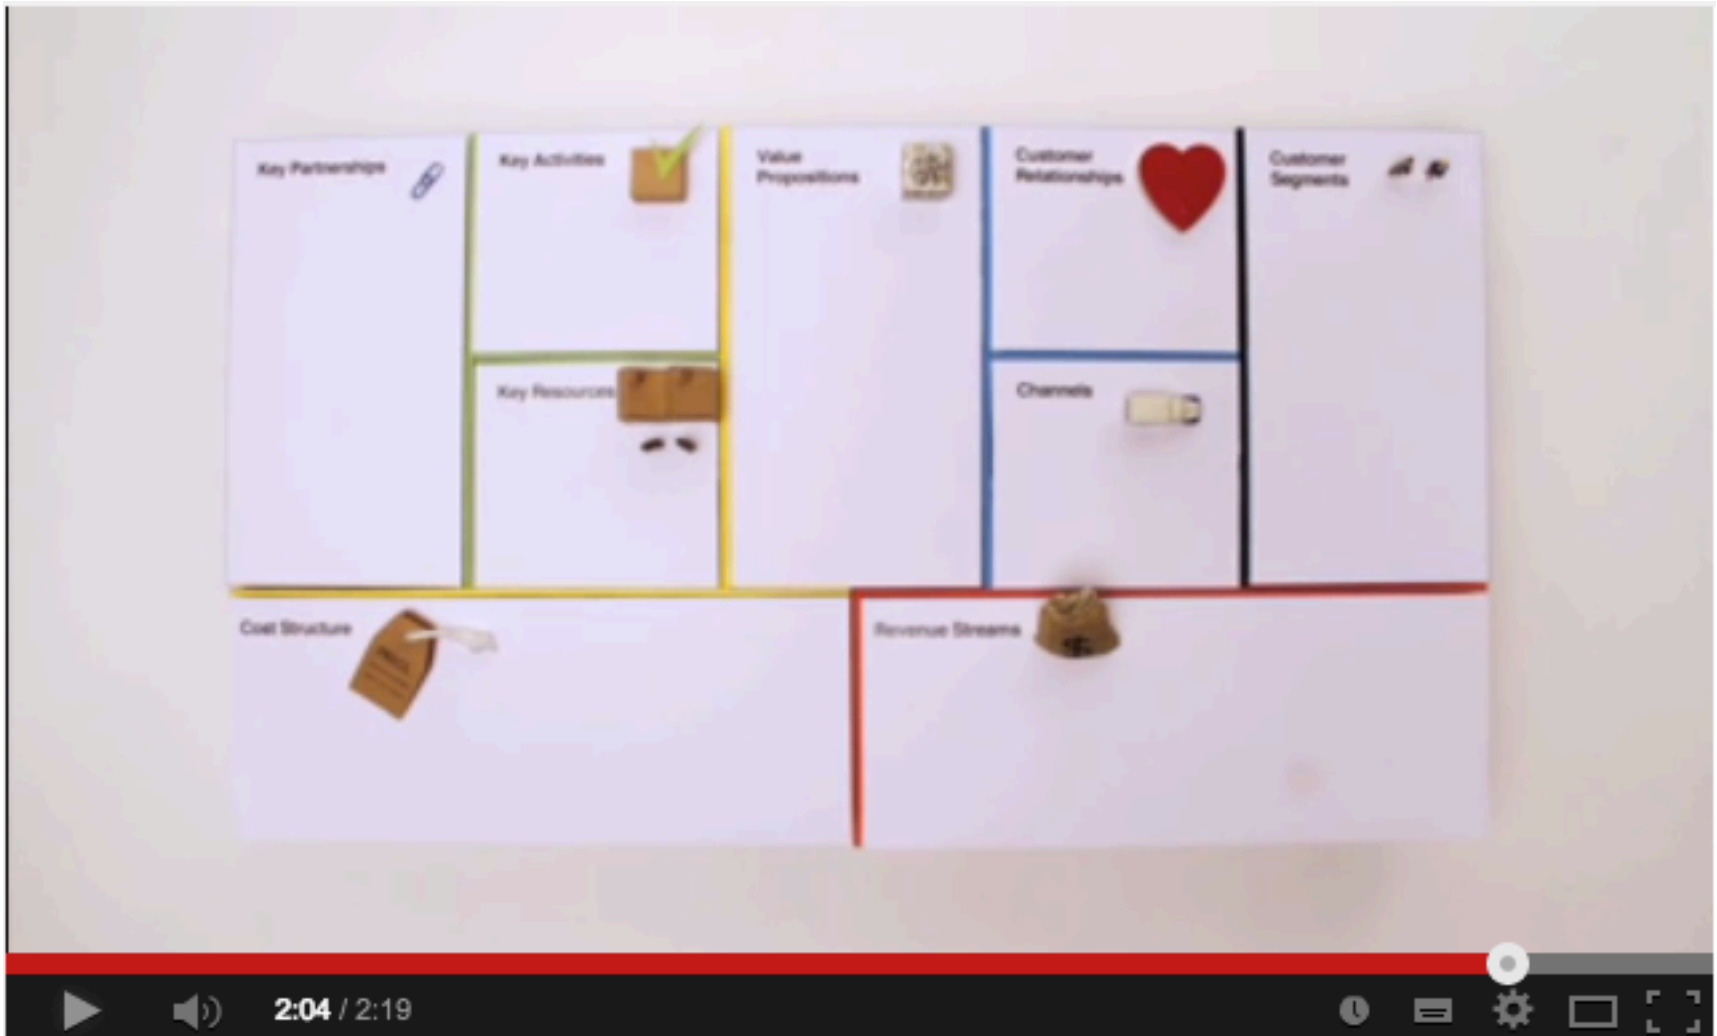 Key Partnerships
Key Activities
Value
Propositions
Customer
Relationships
Customer
Segments
Key Resources
Channels
Cost Structure
Revenue Streams
$
2:04 / 2:19